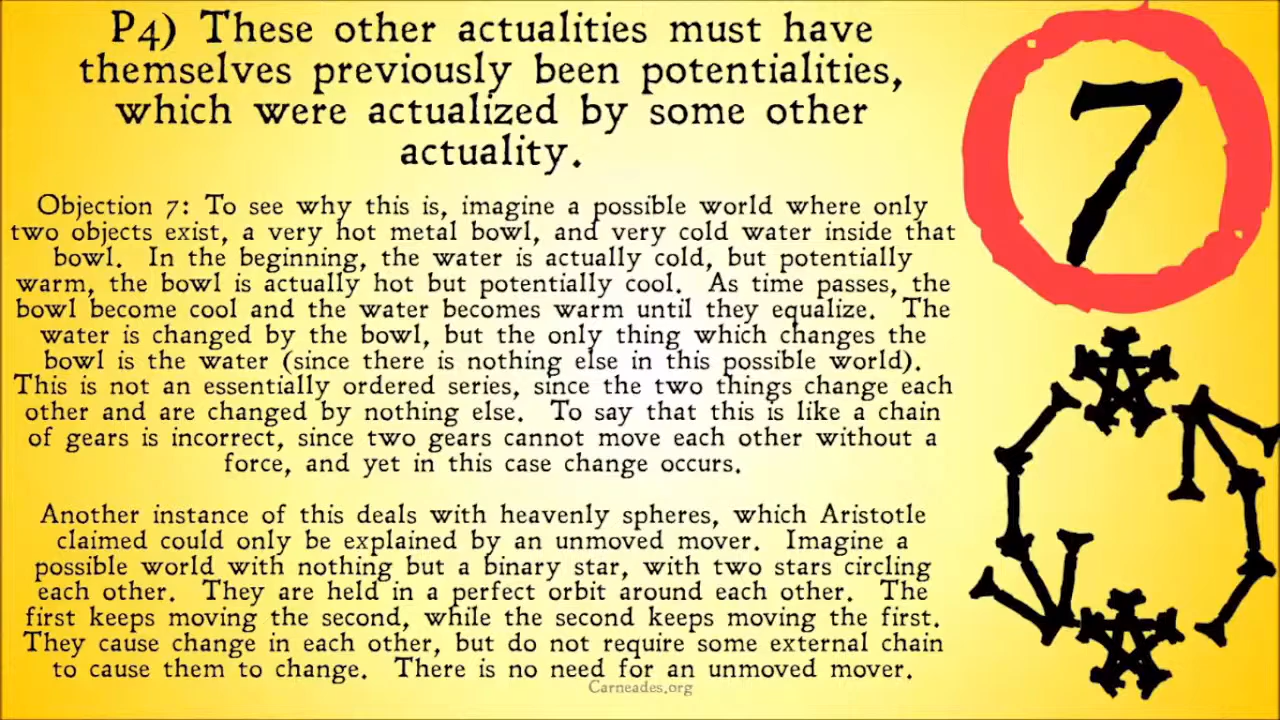 P4) These other actualities must have
themselves previously been potentialities,
which were actualized by some other
actuality.
7
Objection 7: To see why this is, imagine a possible world where only
two objects exist, a very hot metal bowl, and very cold water inside that
bowl. In the beginning, the water is actually cold, but potentially
warm, the bowl is actually hot but potentially cool. As time passes, the
bowl become cool and the water becomes warm until they equalize. The
water is changed by the bowl, but the only thing which changes the
bowl is the water (since there is nothing else in this possible world).
This is not an essentially ordered series, since the two things change each
other and are changed by nothing else. To say that this is like a chain
of gears is incorrect, since two gears cannot move each other without a
force, and yet in this case change occurs.
Another instance of this deals with heavenly spheres, which Aristotle
claimed could only be explained by an unmoved mover. Imagine a
possible world with nothing but a binary star, with two stars circling
each other. They are held in a perfect orbit around each other. The
first keeps moving the second, while the second keeps moving the first.
They cause change in each other, but do not require some external chain
to cause them to change. There is no need for an unmoved mover.
Carneades.org